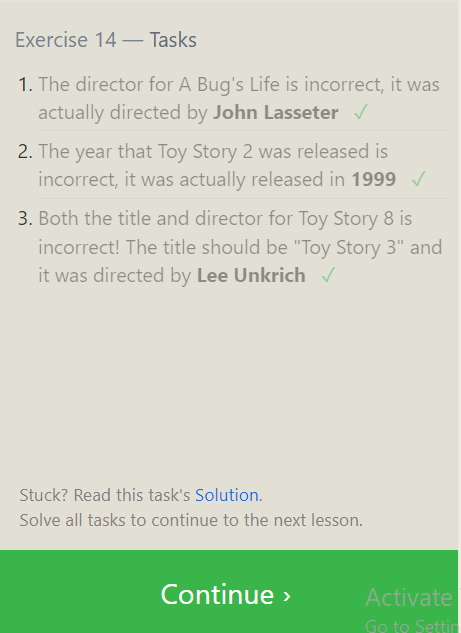 Exercise 14 — Tasks
1. The director for A Bug's Life is incorrect, it was
actually directed by John Lasseter ✓
2. The year that Toy Story 2 was released is
incorrect, it was actually released in 1999 ✓
3. Both the title and director for Toy Story 8 is
incorrect! The title should be "Toy Story 3" and
it was directed by Lee Unkrich ✓
Stuck? Read this task's Solution.
Solve all tasks to continue to the next lesson.
Continue ›
Activate
Go to Settin